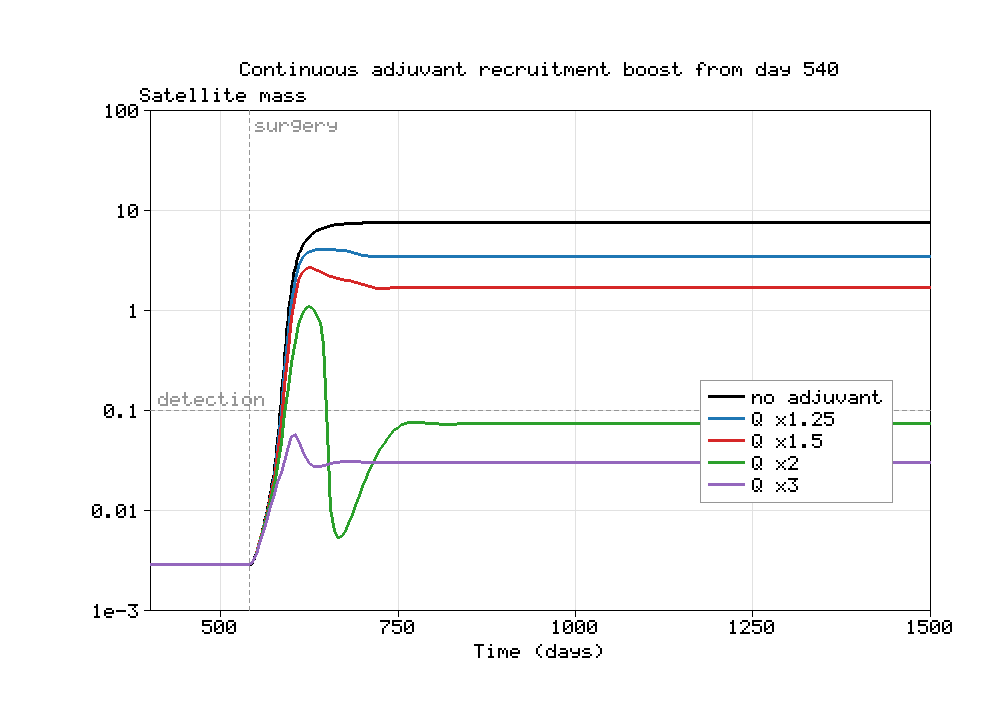 Continuous adjuvant recruitment boost from day 540
Satellite mass
100
surgery
10
1
detection
0.1
0.01
1e-3
no adjuvant
Q x1.25
Q x1.5
Q x2
Q x3
500 750 1000 1250 1500
Time (days)